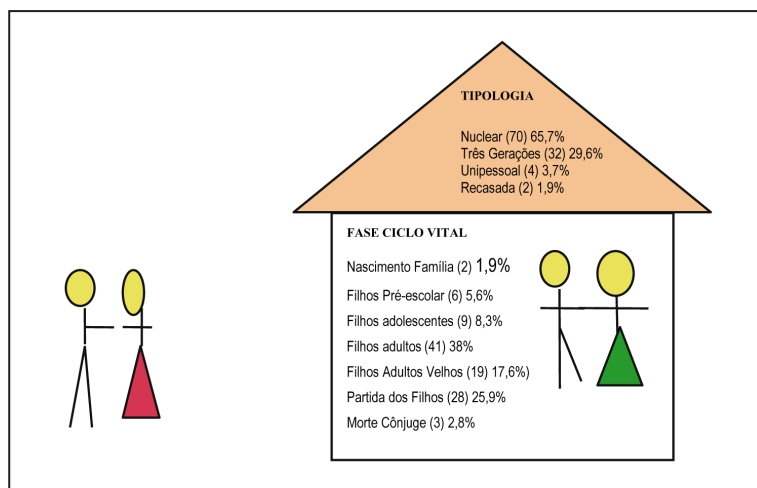 TIPOLOGIA
Nuclear (70) 65,7%
Três Gerações (32) 29,6%
Unipessoal (4) 3,7%
Recasada (2) 1,9%
FASE CICLO VITAL
Nascimento Família (2) 1,9%
Filhos Pré-escolar (6) 5,6%
Filhos adolescentes (9) 8,3%
Filhos adultos (41) 38%
Filhos Adultos Velhos (19) 17,6%)
Partida dos Filhos (28) 25,9%
Morte Cônjuge (3) 2,8%